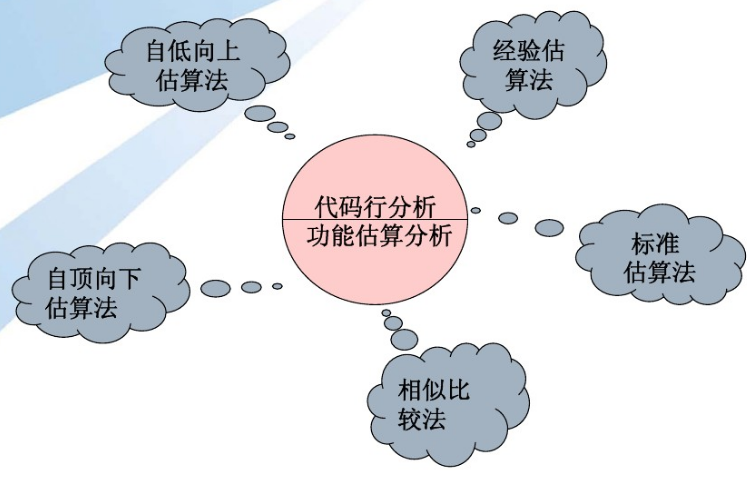 自低向上
估算法
经验估
算法
代码行分析
功能估算分析
标准
估算法
自顶向下
估算法
相似比
较法